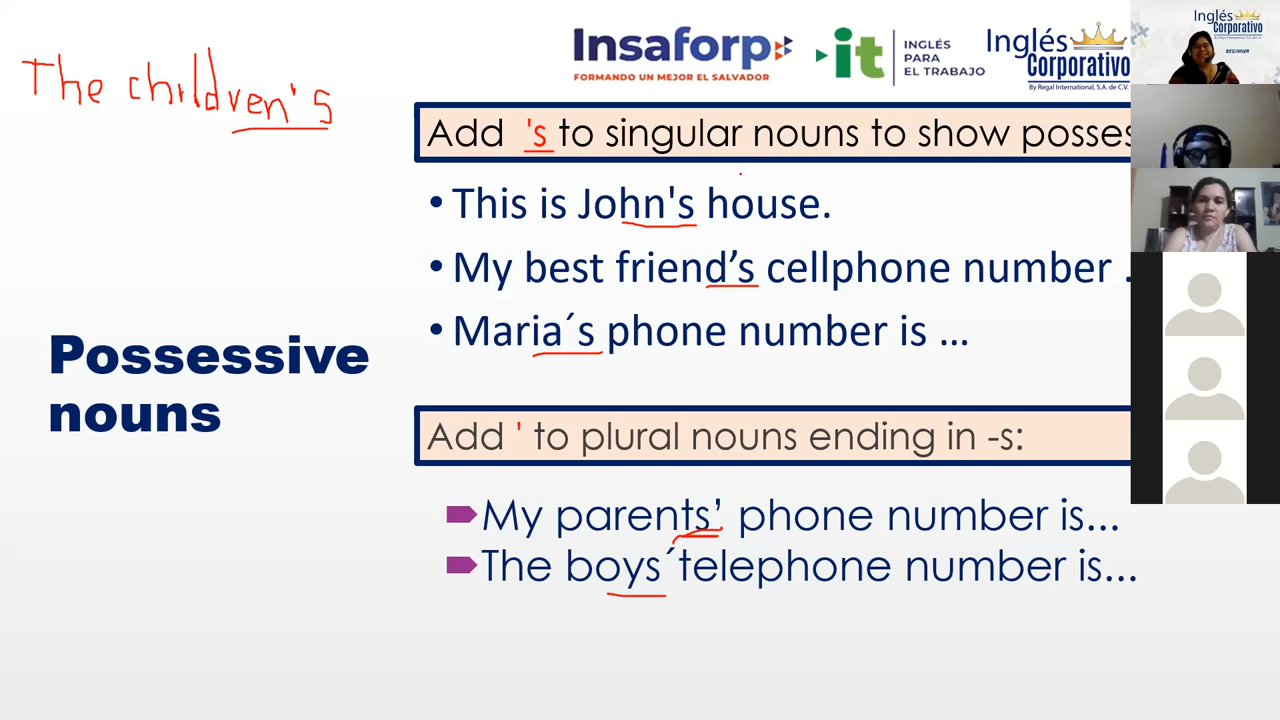 The children's
Insaforp
FORMANDO UN MEJOR EL SALVADOR
it
INGLÉS
PARA
EL TRABAJO
Inglés
Corporativo
By Regal International, S.A. de C.V.
Inglés
Corporativo
BEGINNER
Add 's to singular nouns to show posses
• This is John's house.
• My best friend’s cellphone number .
• Maria´s phone number is ...
Possessive
nouns
Add ' to plural nouns ending in -s:
My parents’ phone number is...
The boys´telephone number is...